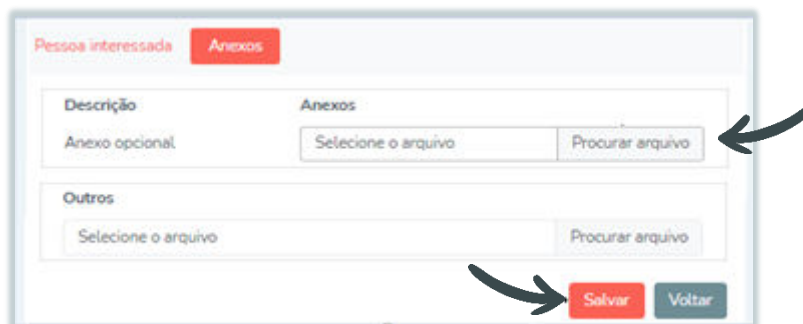 Pessoa interessada Anexos
Descrição Anexos
Anexo opcional Selecione o arquivo Procurar arquivo
Outros
Selecione o arquivo Procurar arquivo
Salvar Voltar